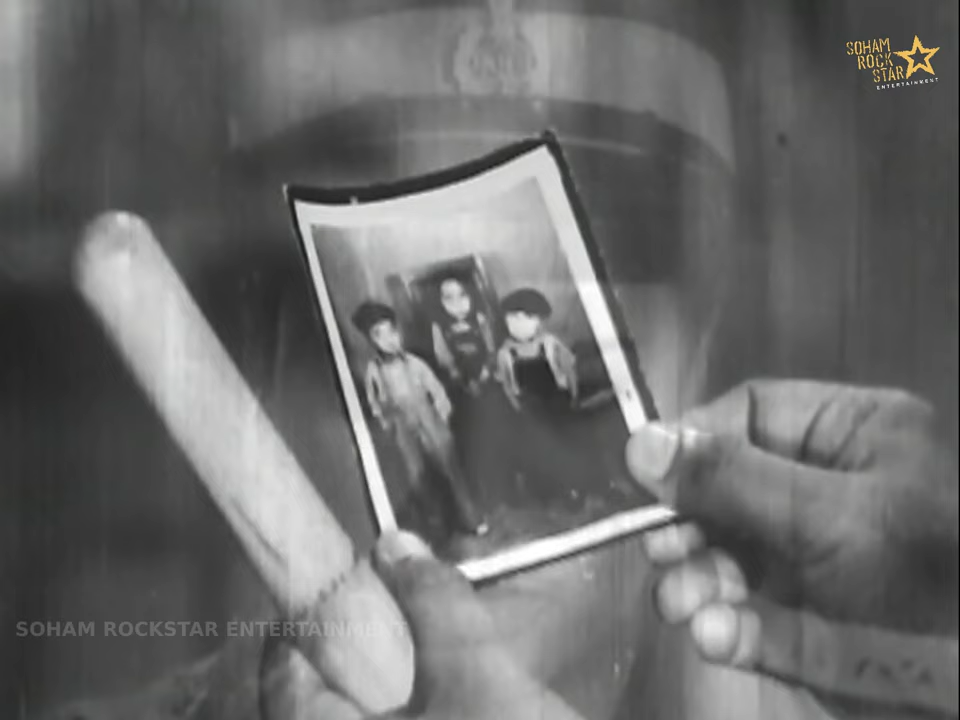 SOHAM
ROCK
STAR
ENTERTAINMENT
SOHAM ROCKSTAR ENTERTAINMENT